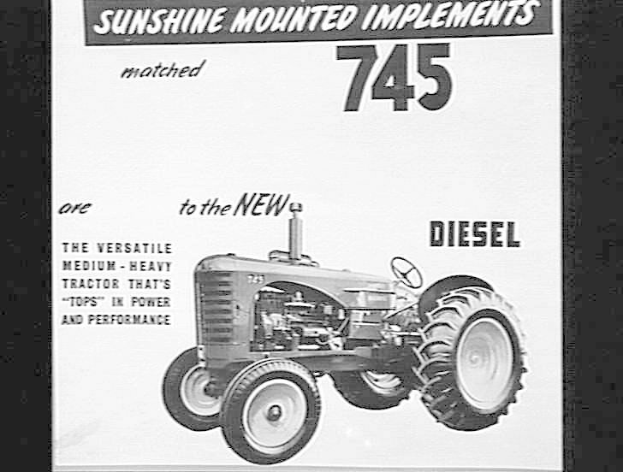 SUNSHINE MOUNTED IMPLEMENTS
matched
745
are
to the NEW
DIESEL
THE VERSATILE
MEDIUM - HEAVY
TRACTOR THAT'S
"TOPS" IN POWER
AND PERFORMANCE
745